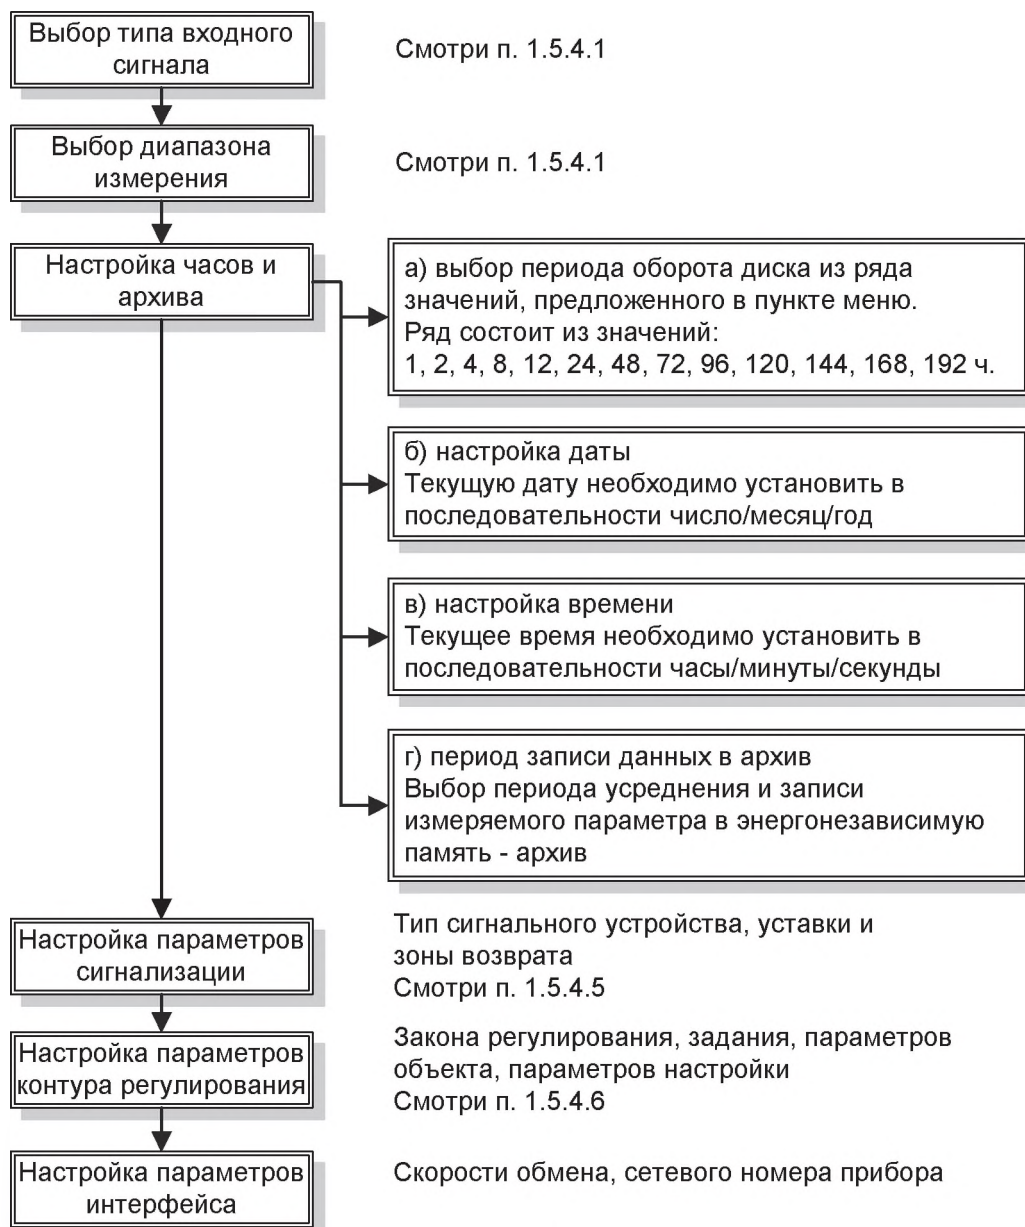 Выбор типа входного
сигнала
Смотри п. 1.5.4.1
Выбор диапазона
измерения
Смотри п. 1.5.4.1
Настройка часов и
архива
а) выбор периода оборота диска из ряда
значений, предложенного в пункте меню.
Ряд состоит из значений:
1, 2, 4, 8, 12, 24, 48, 72, 96, 120, 144, 168, 192 ч.
б) настройка даты
Текущую дату необходимо установить в
последовательности число/месяц/год
в) настройка времени
Текущее время необходимо установить в
последовательности часы/минуты/секунды
г) период записи данных в архив
Выбор периода усреднения и записи
измеряемого параметра в энергонезависимую
память - архив
Настройка параметров
сигнализации
Тип сигнального устройства, уставки и
зоны возврата
Смотри п. 1.5.4.5
Настройка параметров
контура регулирования
Закона регулирования, задания, параметров
объекта, параметров настройки
Смотри п. 1.5.4.6
Настройка параметров
интерфейса
Скорости обмена, сетевого номера прибора